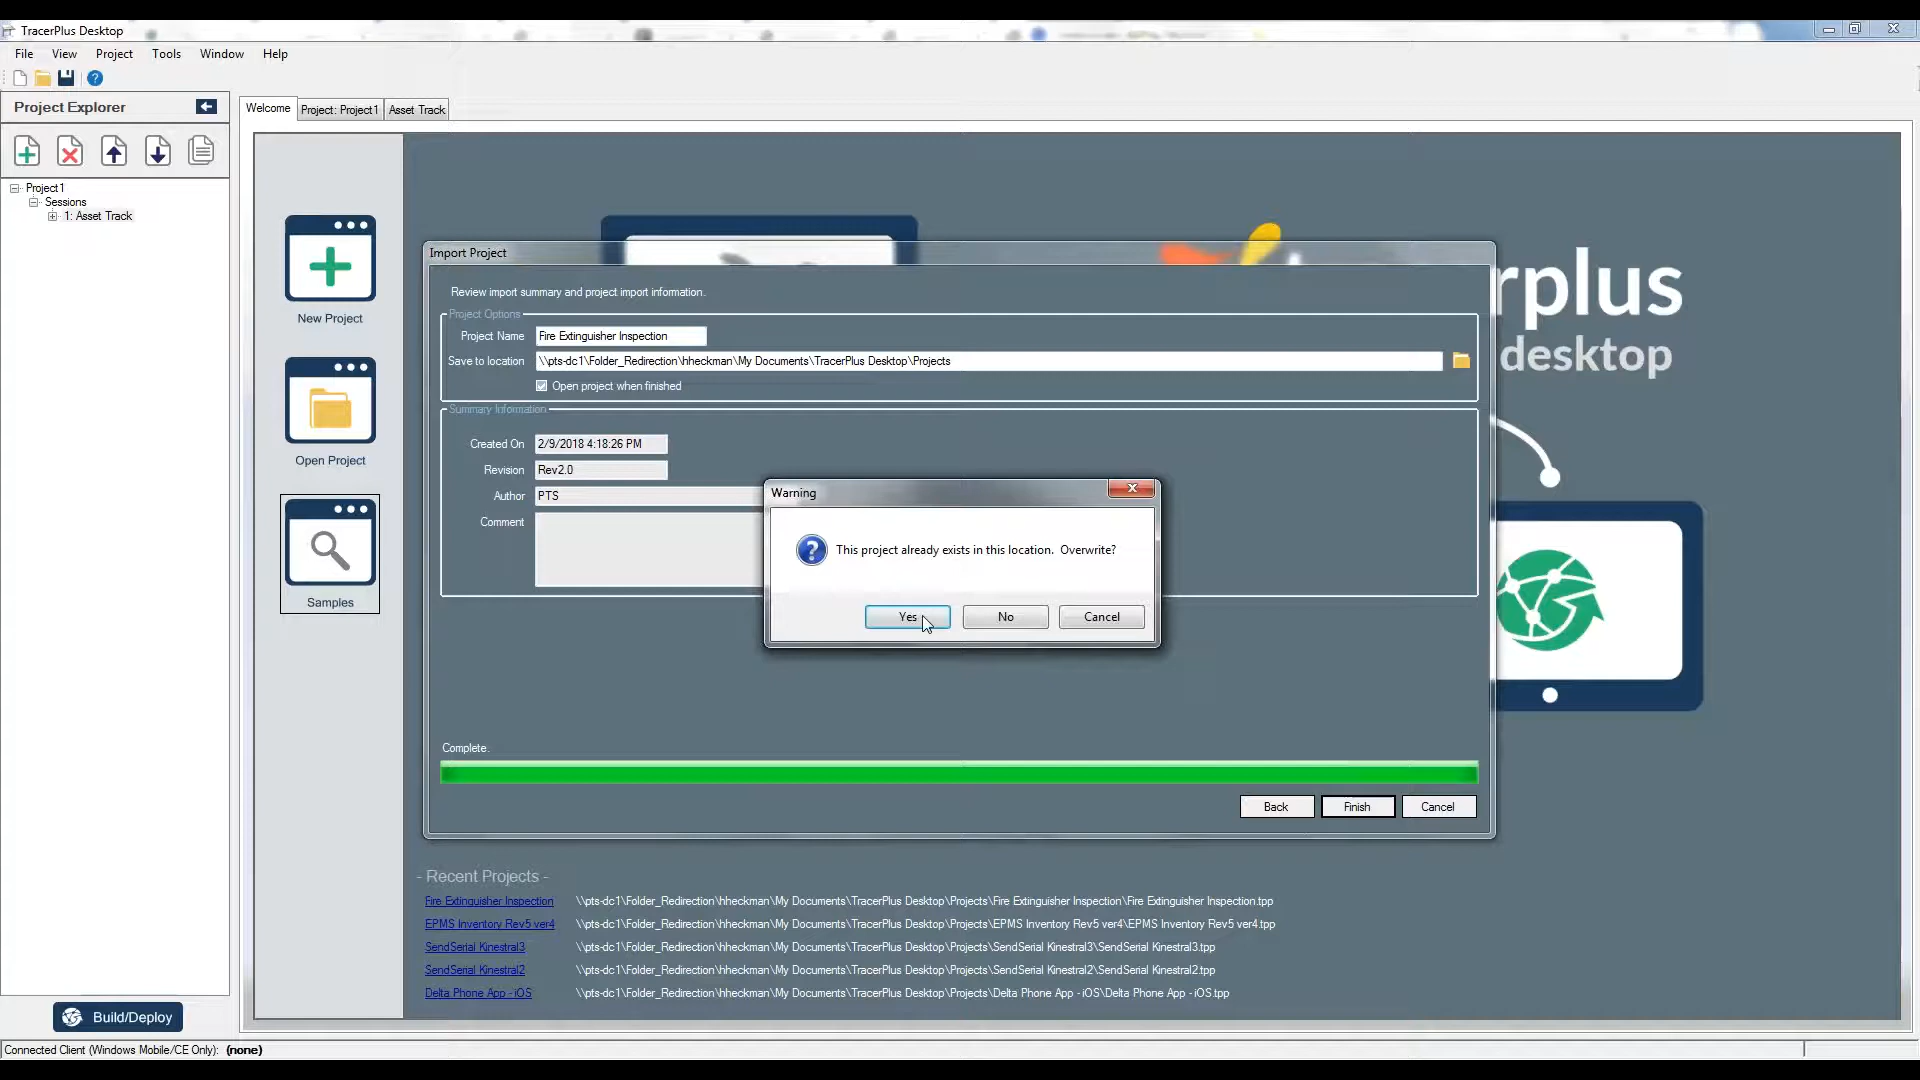 TracerPlus Desktop
File View Project Tools Window Help
Project Explorer
Welcome Project: Project1 Asset Track
Project1
Sessions
1: Asset Track
New Project
Open Project
Samples
rplus
desktop
Import Project
Review import summary and project import information.
Project Options
Project Name Fire Extinguisher Inspection
Save to location \\pts-dc1\Folder_Redirection\hheckman\My Documents\TracerPlus Desktop\Projects
Open project when finished
Summary Information
Created On 2/9/2018 4:18:26 PM
Revision Rev2.0
Author PTS
Comment
Warning
This project already exists in this location. Overwrite?
Yes No Cancel
Complete.
Back Finish Cancel
- Recent Projects -
Fire Extinguisher Inspection \\pts-dc1\Folder_Redirection\hheckman\My Documents\TracerPlus Desktop\Projects\Fire Extinguisher Inspection\Fire Extinguisher Inspection.tpp
EPMS Inventory Rev5 ver4 \\pts-dc1\Folder_Redirection\hheckman\My Documents\TracerPlus Desktop\Projects\EPMS Inventory Rev5 ver4\EPMS Inventory Rev5 ver4.tpp
SendSerial Kinestral3 \\pts-dc1\Folder_Redirection\hheckman\My Documents\TracerPlus Desktop\Projects\SendSerial Kinestral3\SendSerial Kinestral3.tpp
SendSerial Kinestral2 \\pts-dc1\Folder_Redirection\hheckman\My Documents\TracerPlus Desktop\Projects\SendSerial Kinestral2\SendSerial Kinestral2.tpp
Delta Phone App - iOS \\pts-dc1\Folder_Redirection\hheckman\My Documents\TracerPlus Desktop\Projects\Delta Phone App - iOS\Delta Phone App - iOS.tpp
Build/Deploy
Connected Client (Windows Mobile/CE Only): (none)